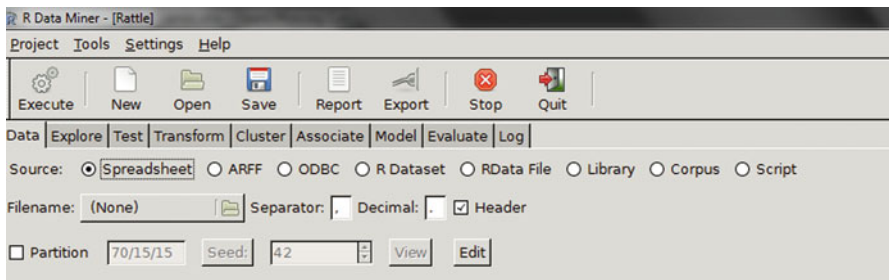 R Data Miner - [Rattle]
Project Tools Settings Help
Execute New Open Save Report Export Stop Quit
Data Explore Test Transform Cluster Associate Model Evaluate Log
Source: Spreadsheet ARFF ODBC R Dataset RData File Library Corpus Script
Filename: (None) Separator: , Decimal: . Header
Partition 70/15/15 Seed: 42 View Edit